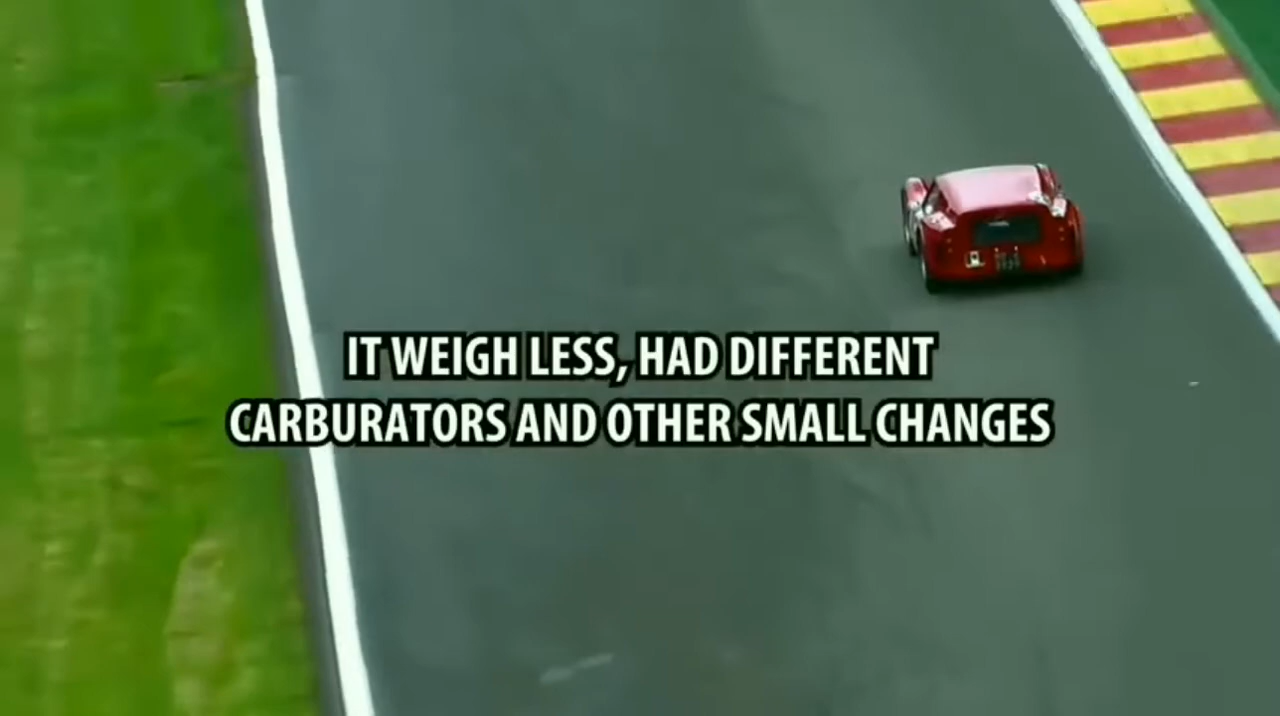 IT WEIGH LESS, HAD DIFFERENT
CARBURATORS AND OTHER SMALL CHANGES